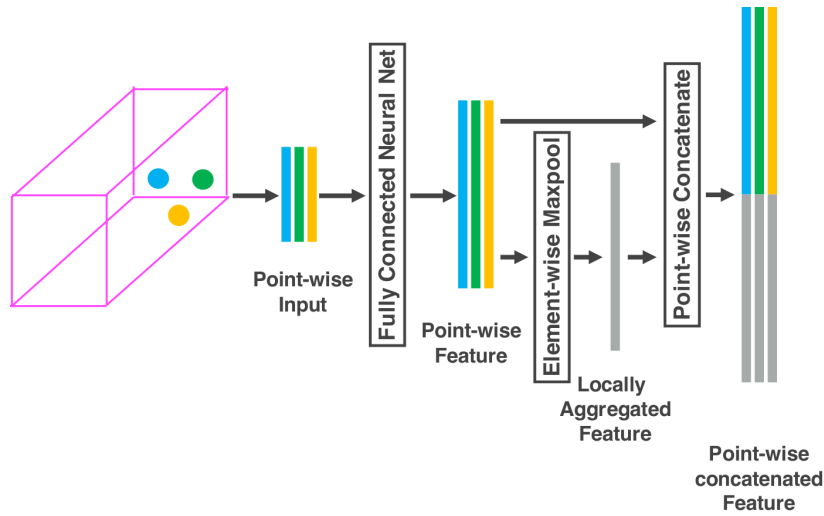 Point-wise
Input
Fully Connected Neural Net
Point-wise
Feature
Element-wise Maxpool
Locally
Aggregated
Feature
Point-wise Concatenate
Point-wise
concatenated
Feature